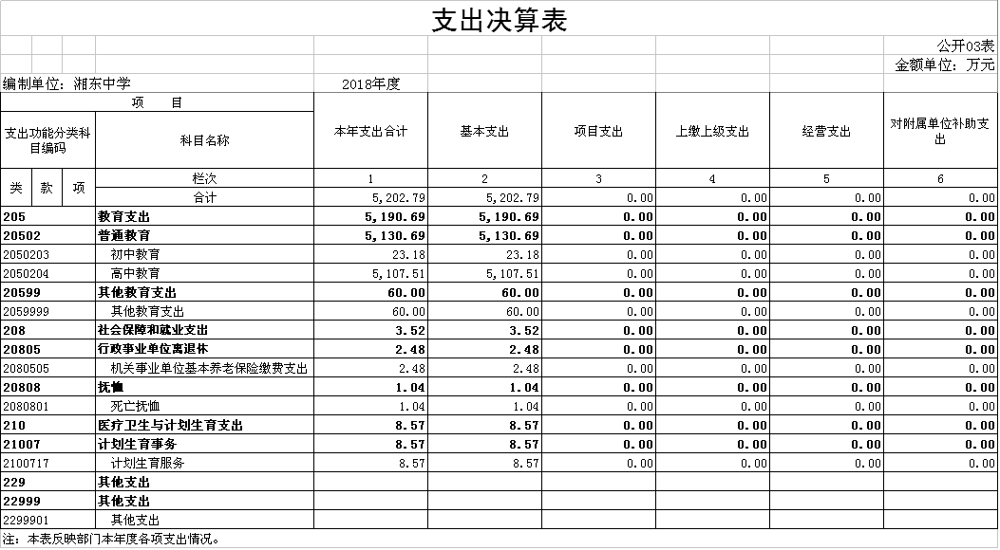 支出决算表
公开03表
金额单位：万元
编制单位：湘东中学 2018年度
项 目 本年支出合计 基本支出 项目支出 上缴上级支出 经营支出 对附属单位补助支出
支出功能分类科目编码 科目名称
类 款 项 栏次 1 2 3 4 5 6
合计 5,202.79 5,202.79 0.00 0.00 0.00 0.00
205 教育支出 5,190.69 5,190.69 0.00 0.00 0.00 0.00
20502 普通教育 5,130.69 5,130.69 0.00 0.00 0.00 0.00
2050203 初中教育 23.18 23.18 0.00 0.00 0.00 0.00
2050204 高中教育 5,107.51 5,107.51 0.00 0.00 0.00 0.00
20599 其他教育支出 60.00 60.00 0.00 0.00 0.00 0.00
2059999 其他教育支出 60.00 60.00 0.00 0.00 0.00 0.00
208 社会保障和就业支出 3.52 3.52 0.00 0.00 0.00 0.00
20805 行政事业单位离退休 2.48 2.48 0.00 0.00 0.00 0.00
2080505 机关事业单位基本养老保险缴费支出 2.48 2.48 0.00 0.00 0.00 0.00
20808 抚恤 1.04 1.04 0.00 0.00 0.00 0.00
2080801 死亡抚恤 1.04 1.04 0.00 0.00 0.00 0.00
210 医疗卫生与计划生育支出 8.57 8.57 0.00 0.00 0.00 0.00
21007 计划生育事务 8.57 8.57 0.00 0.00 0.00 0.00
2100717 计划生育服务 8.57 8.57 0.00 0.00 0.00 0.00
229 其他支出
22999 其他支出
2299901 其他支出
注：本表反映部门本年度各项支出情况。